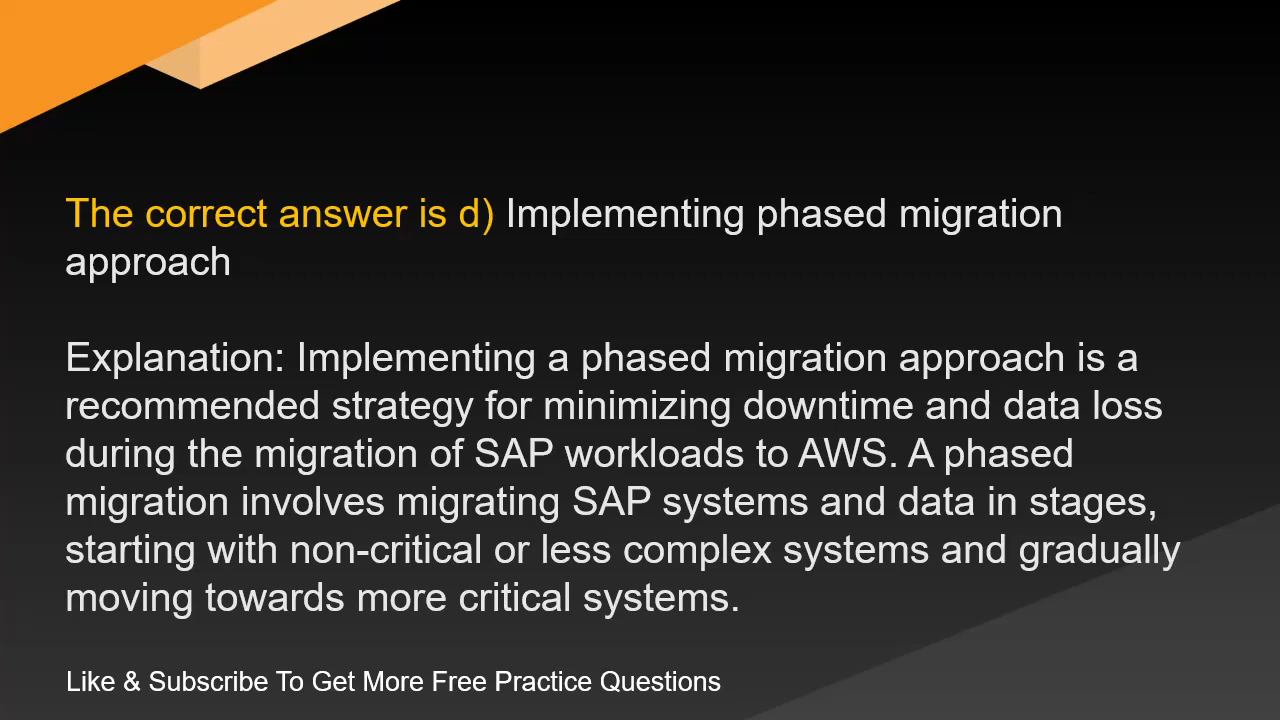 The correct answer is d) Implementing phased migration
approach
Explanation: Implementing a phased migration approach is a
recommended strategy for minimizing downtime and data loss
during the migration of SAP workloads to AWS. A phased
migration involves migrating SAP systems and data in stages,
starting with non-critical or less complex systems and gradually
moving towards more critical systems.
Like & Subscribe To Get More Free Practice Questions